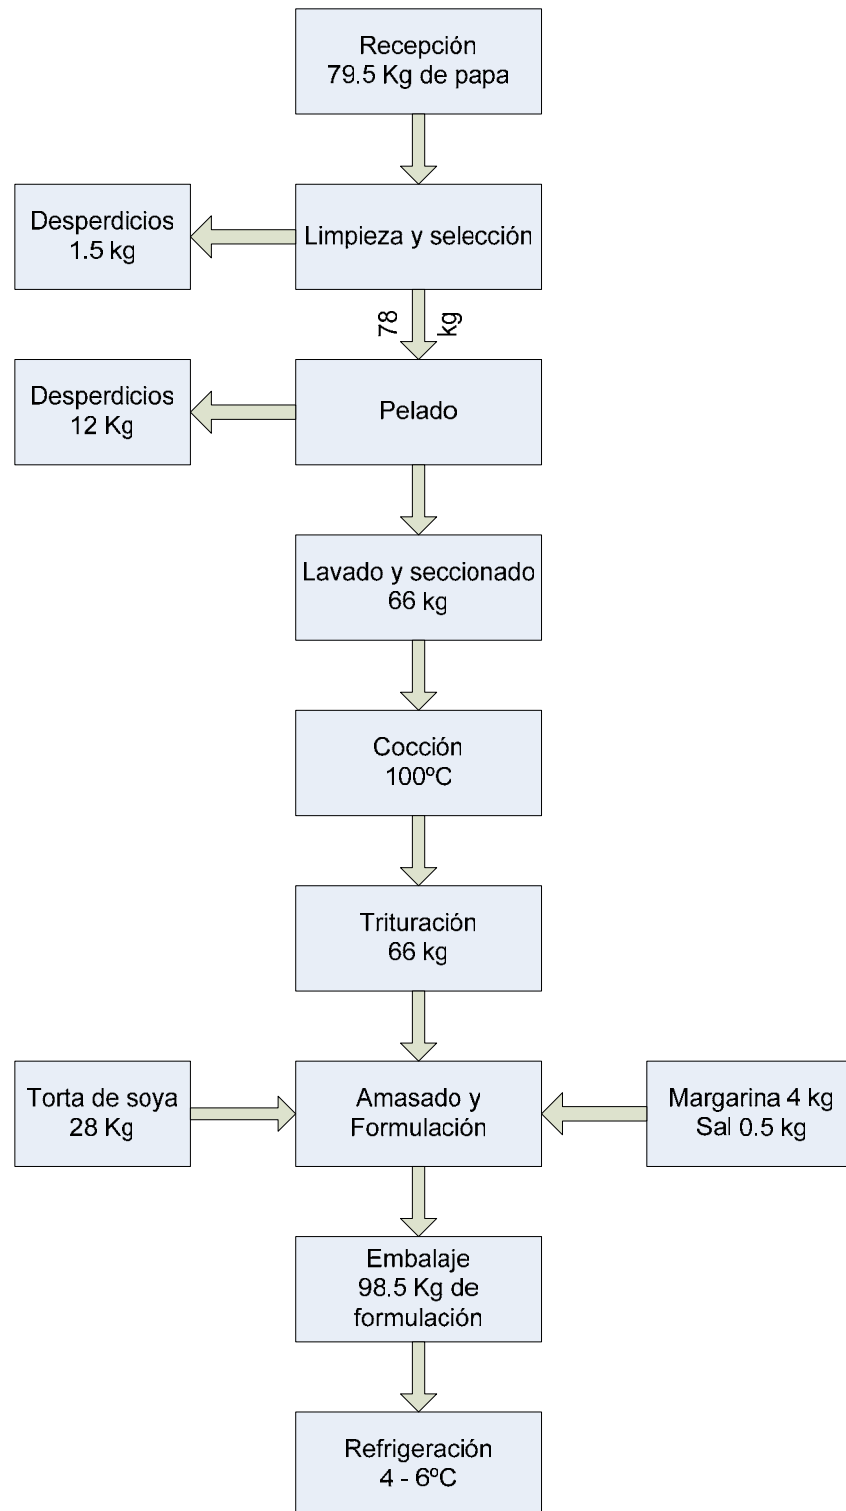 Recepción
79.5 Kg de papa
Desperdicios
1.5 kg
Limpieza y selección
78 kg
Desperdicios
12 Kg
Pelado
Lavado y seccionado
66 kg
Cocción
100ºC
Trituración
66 kg
Torta de soya
28 Kg
Amasado y
Formulación
Margarina 4 kg
Sal 0.5 kg
Embalaje
98.5 Kg de
formulación
Refrigeración
4 - 6ºC